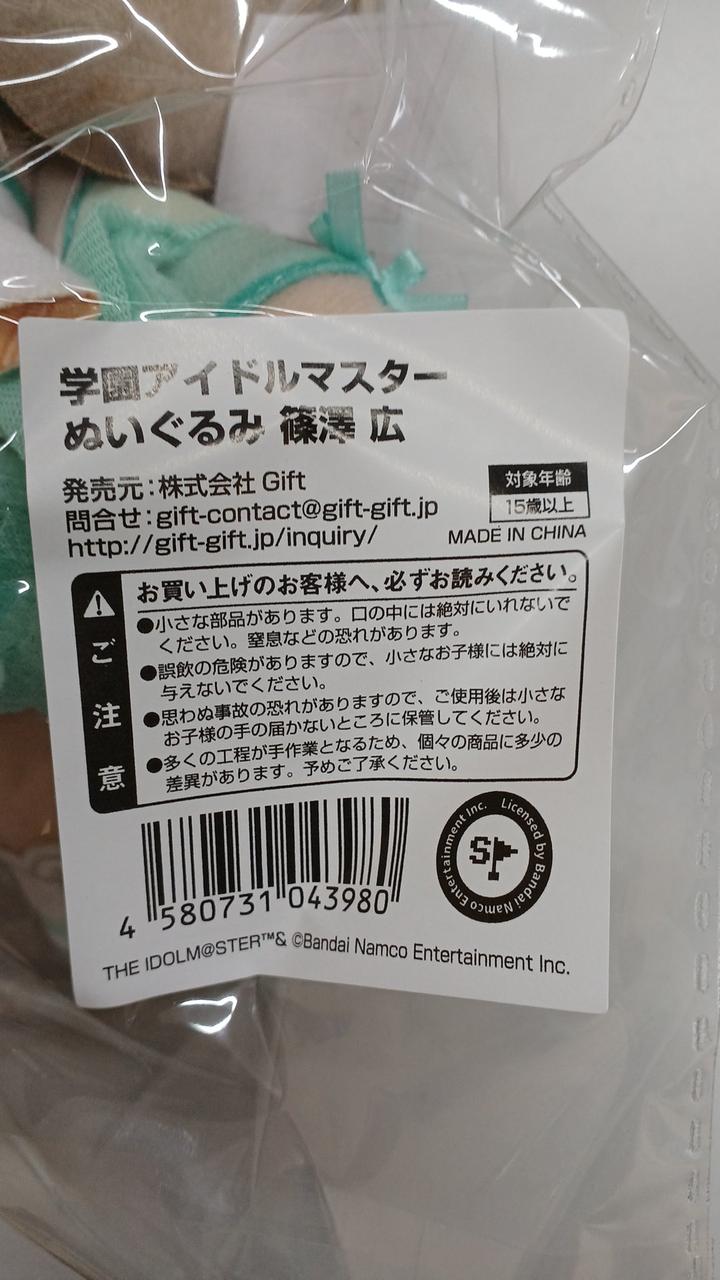 学園アイドルマスター
ぬいぐるみ 篠澤 広
発売元:株式会社 Gift
問合せ:gift-contact@gift-gift.jp
http://gift-gift.jp/inquiry/
対象年齢
15歳以上
MADE IN CHINA
ご注意
お買い上げのお客様へ、必ずお読みください。
●小さな部品があります。口の中には絶対にいれないで
ください。窒息などの恐れがあります。
●誤飲の危険がありますので、小さなお子様には絶対に
与えないでください。
●思わぬ事故の恐れがありますので、ご使用後は小さな
お子様の手の届かないところに保管してください。
●多くの工程が手作業となるため、個々の商品に多少の
差異があります。予めご了承ください。
4 580731 043980
Licensed by Bandai Namco Entertainment Inc.
SP
THE IDOLM@STER™& ©Bandai Namco Entertainment Inc.